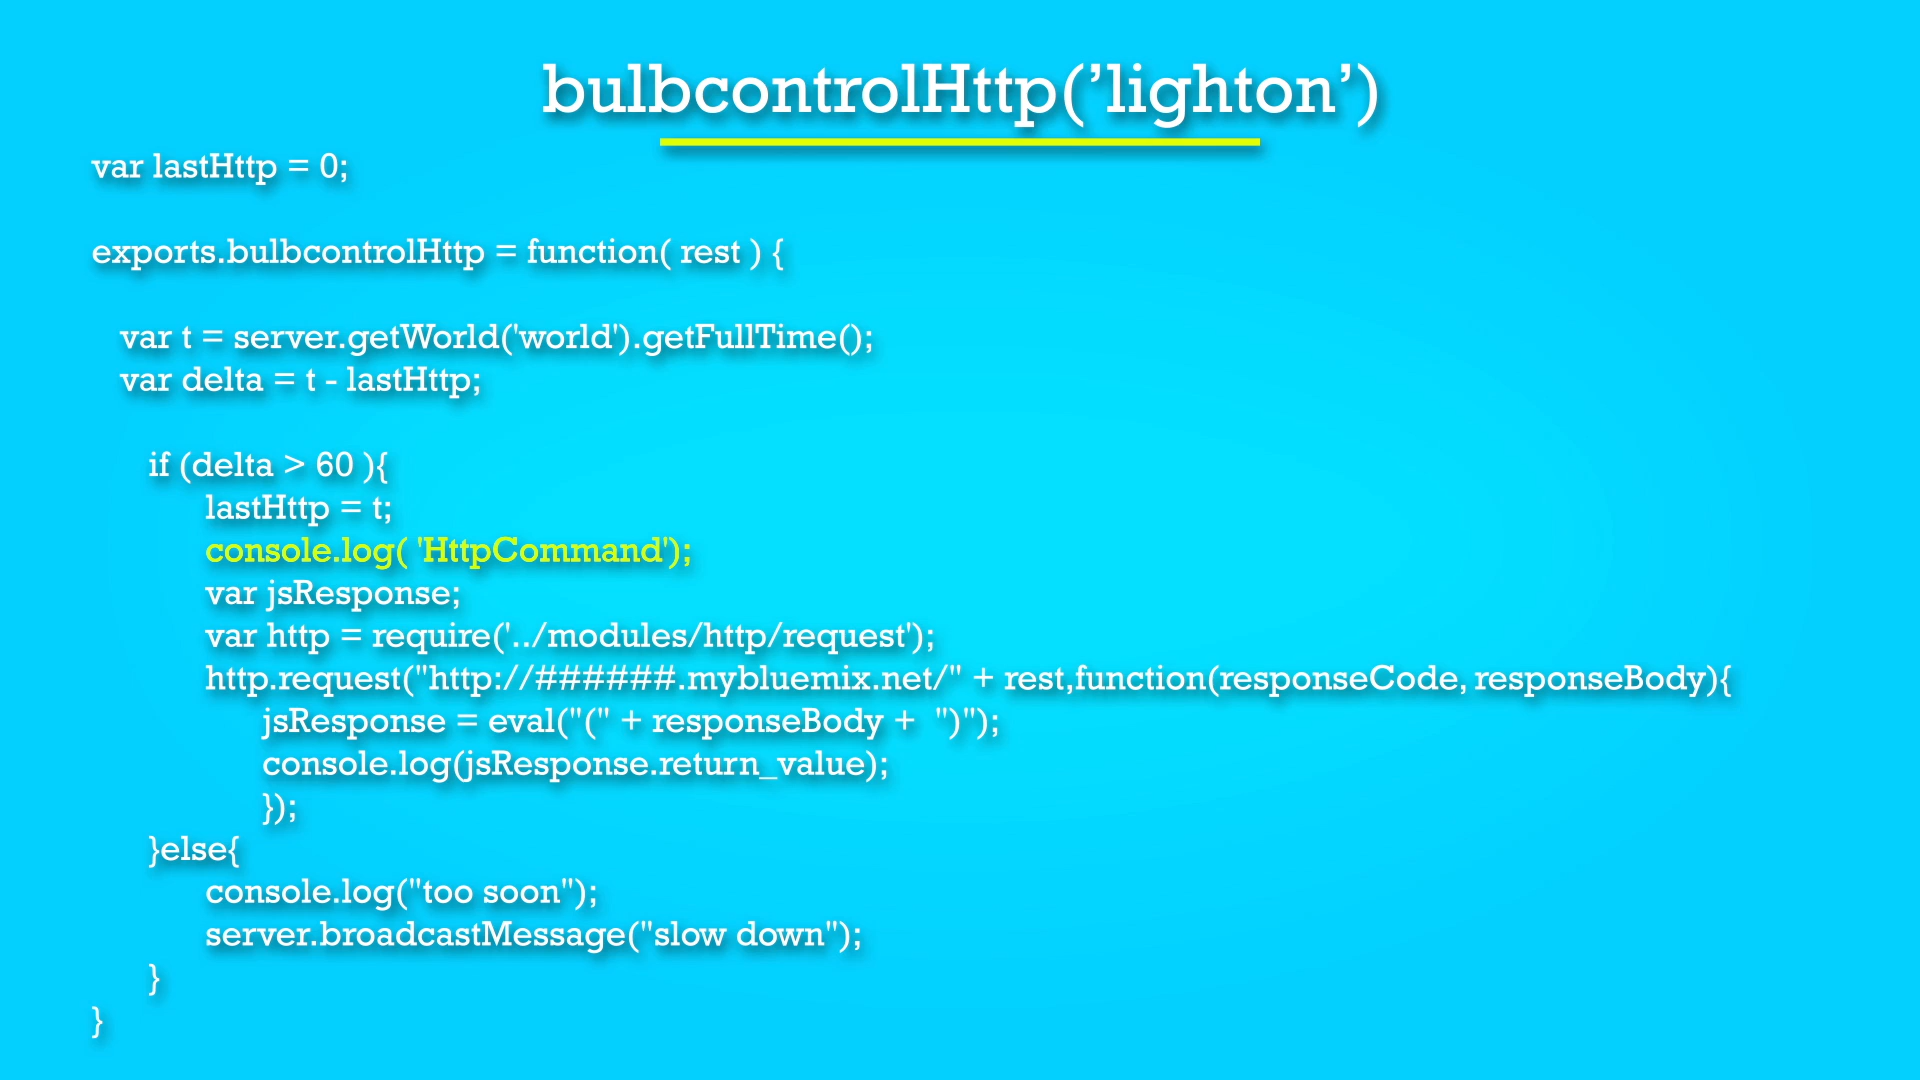 bulbcontrolHttp(’lighton’)
var lastHttp = 0;
exports.bulbcontrolHttp = function( rest ) {
var t = server.getWorld('world').getFullTime();
var delta = t - lastHttp;
if (delta > 60 ){
lastHttp = t;
console.log( 'HttpCommand');
var jsResponse;
var http = require('../modules/http/request');
http.request("http://######.mybluemix.net/" + rest,function(responseCode, responseBody){
jsResponse = eval("(" + responseBody +  ")");
console.log(jsResponse.return_value);
});
}else{
console.log("too soon");
server.broadcastMessage("slow down");
}
}